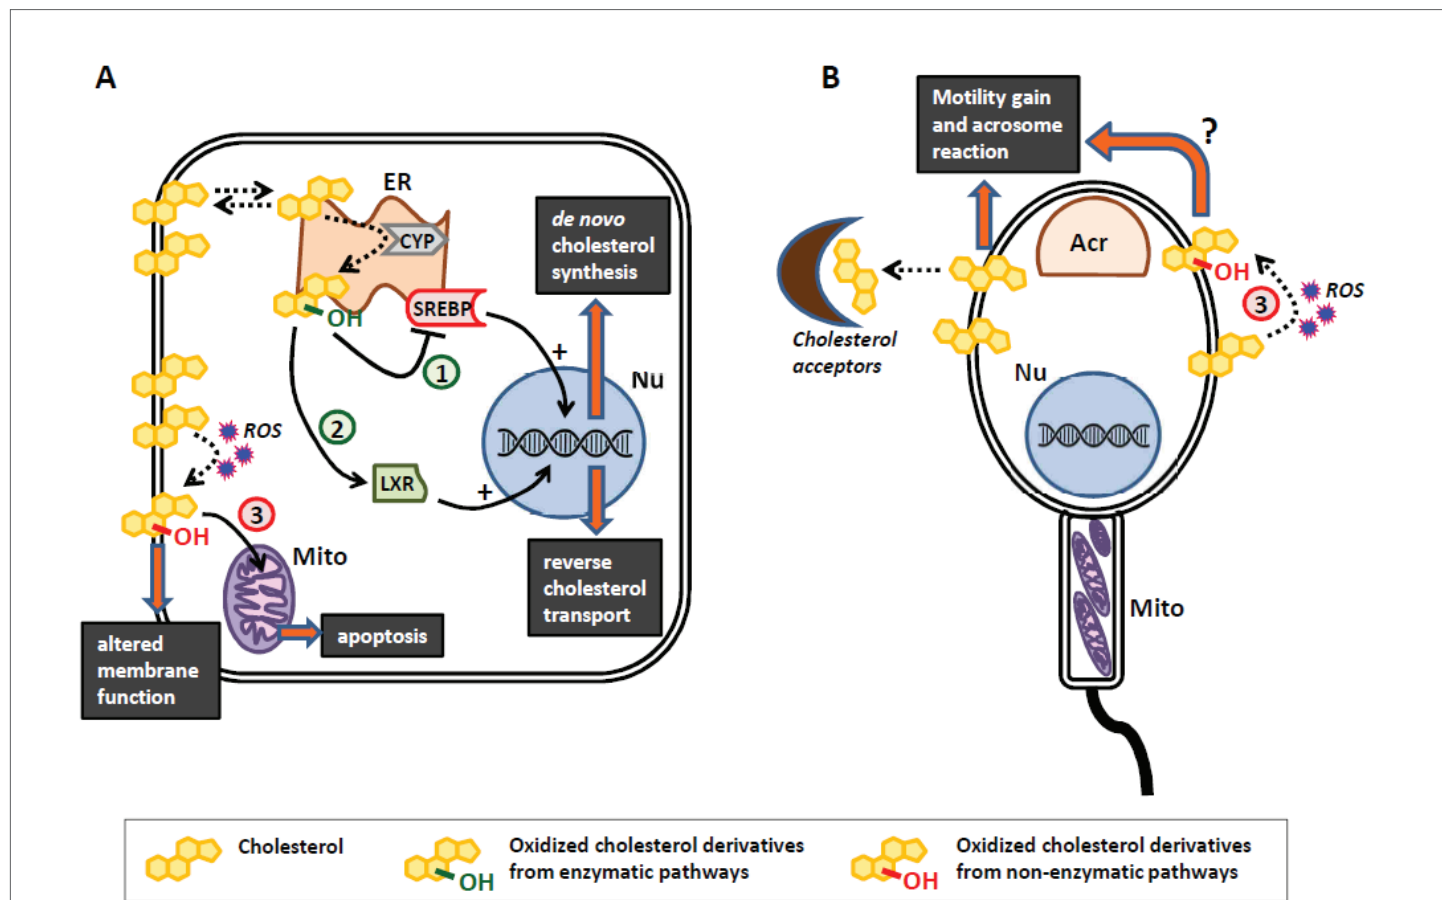 A
ER
CYP
OH
SREBP
1
2
LXR
+
+
Nu
de novo
cholesterol
synthesis
reverse
cholesterol
transport
ROS
OH
3
Mito
apoptosis
altered
membrane
function
B
Motility gain
and acrosome
reaction
?
Acr
OH
3
ROS
Cholesterol
acceptors
Nu
Mito
Cholesterol
OH
Oxidized cholesterol derivatives
from enzymatic pathways
OH
Oxidized cholesterol derivatives
from non-enzymatic pathways